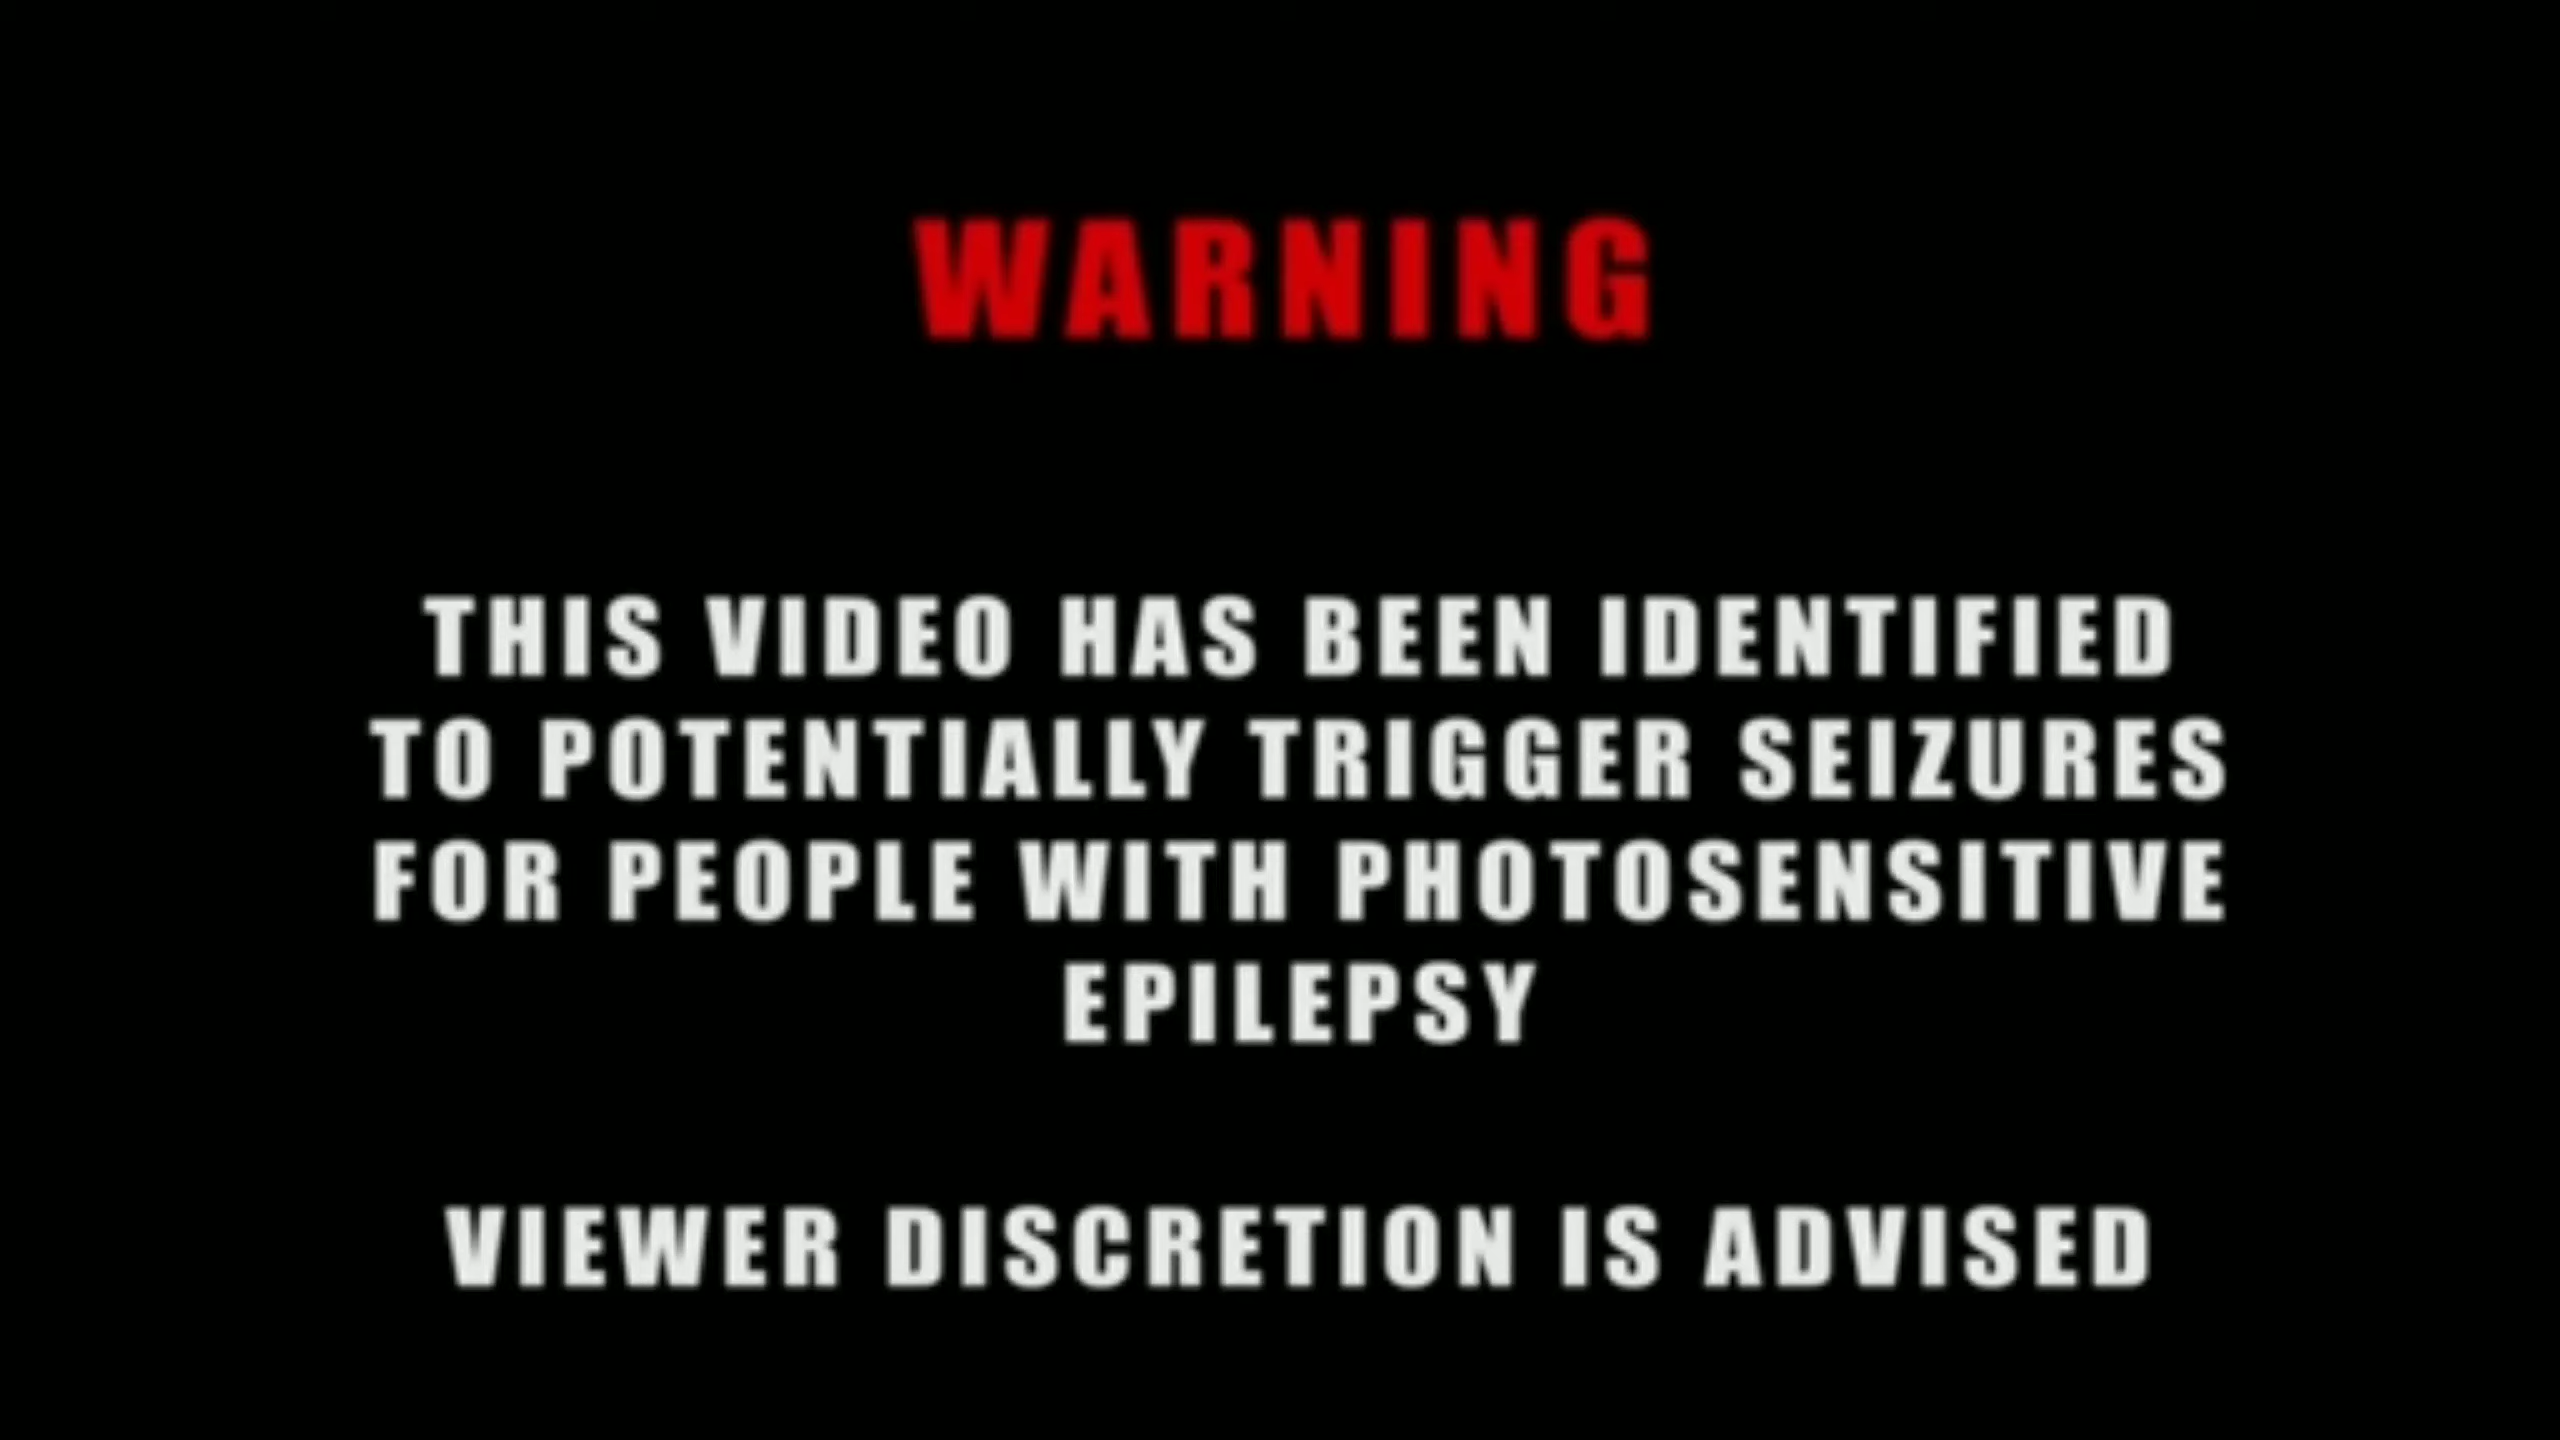 WARNING
THIS VIDEO HAS BEEN IDENTIFIED
TO POTENTIALLY TRIGGER SEIZURES
FOR PEOPLE WITH PHOTOSENSITIVE
EPILEPSY
VIEWER DISCRETION IS ADVISED